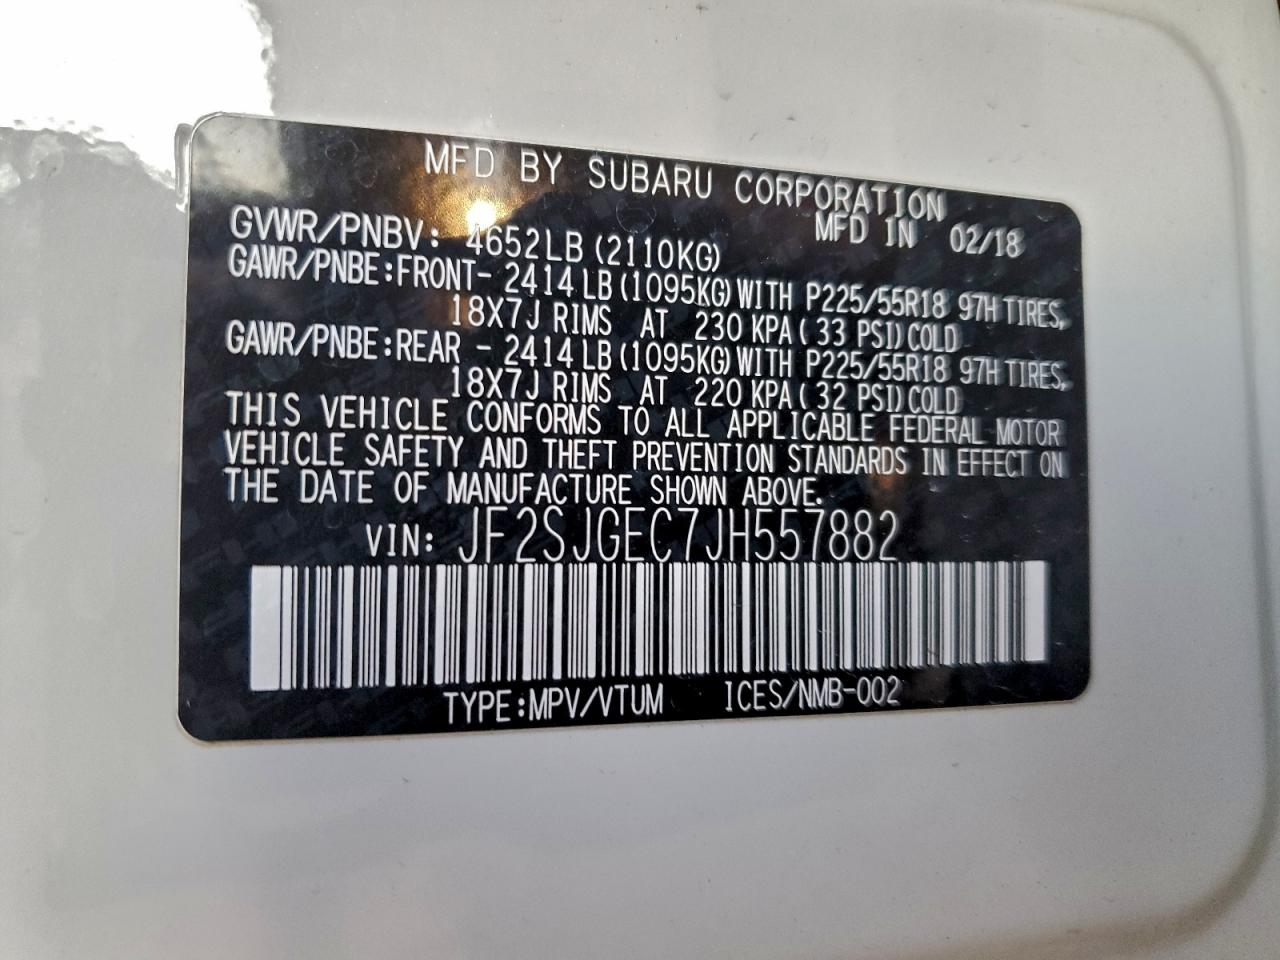 MFD BY SUBARU CORPORATION
MFD IN 02/18
GVWR/PNBV: 4652LB (2110KG)
GAWR/PNBE:FRONT- 2414LB (1095KG) WITH P225/55R18 97H TIRES,
18X7J RIMS AT 230 KPA ( 33 PSI) COLD
GAWR/PNBE:REAR - 2414LB (1095KG) WITH P225/55R18 97H TIRES,
18X7J RIMS AT 220 KPA ( 32 PSI) COLD
THIS VEHICLE CONFORMS TO ALL APPLICABLE FEDERAL MOTOR
VEHICLE SAFETY AND THEFT PREVENTION STANDARDS IN EFFECT ON
THE DATE OF MANUFACTURE SHOWN ABOVE.
VIN: JF2SJGEC7JH557882
TYPE:MPV/VTUM ICES/NMB-002